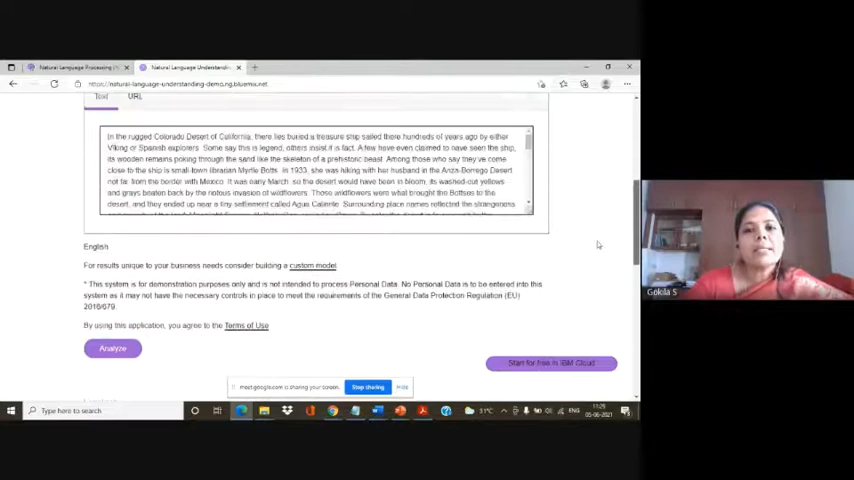 Natural Language Processing (
Natural Language Understandin
https://natural-language-understanding-demo.ng.bluemix.net
Text URL
In the rugged Colorado Desert of California, there lies buried a treasure ship sailed there hundreds of years ago by either
Viking or Spanish explorers. Some say this is legend, others insist it is fact. A few have even claimed to have seen the ship,
its wooden remains poking through the sand like the skeleton of a prehistoric beast. Among those who say they've come
close to the ship is small-town librarian Myrtle Botts. In 1933, she was hiking with her husband in the Anza-Borrego Desert,
not far from the border with Mexico. It was early March, so the desert would have been in bloom, its washed-out yellows
and grays beaten back by the riotous invasion of wildflowers. Those wildflowers were what brought the Bottses to the
desert, and they ended up near a tiny settlement called Agua Caliente. Surrounding place names reflected the strangeness
English
For results unique to your business needs consider building a custom model
* This system is for demonstration purposes only and is not intended to process Personal Data. No Personal Data is to be entered into this
system as it may not have the necessary controls in place to meet the requirements of the General Data Protection Regulation (EU)
2016/679.
By using this application, you agree to the Terms of Use
Analyze
Start for free in IBM Cloud
meet.google.com is sharing your screen.
Stop sharing
Hide
Gokila S
Type here to search
31°C
ENG
11:25
05-06-2021